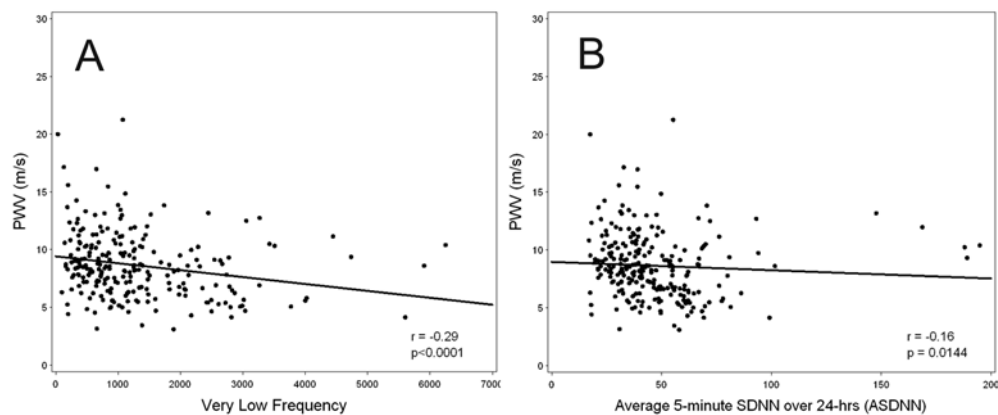 A
PWV (m/s)
30
25
20
15
10
5
0
r = -0.29
p<0.0001
0 1000 2000 3000 4000 5000 6000 7000
Very Low Frequency
B
PWV (m/s)
30
25
20
15
10
5
0
r = -0.16
p = 0.0144
0 50 100 150 200
Average 5-minute SDNN over 24-hrs (ASDNN)